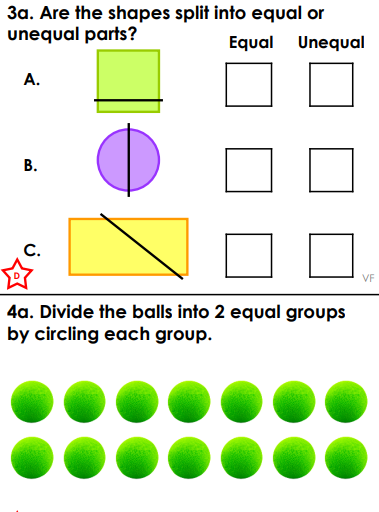 3a. Are the shapes split into equal or
unequal parts?
Equal Unequal
A.
B.
C.
D
VF
4a. Divide the balls into 2 equal groups
by circling each group.